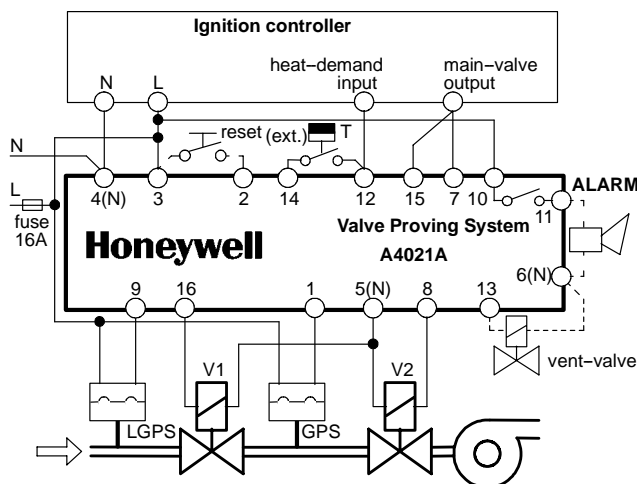 Ignition controller
N
L
heat–demand
input
main–valve
output
reset
(ext.)
T
N
4(N)
3
2
14
12
15
7
10
ALARM
11
L
fuse
16A
Valve Proving System
Honeywell
A4021A
6(N)
9
16
1
5(N)
8
13
V1
V2
vent–valve
LGPS
GPS